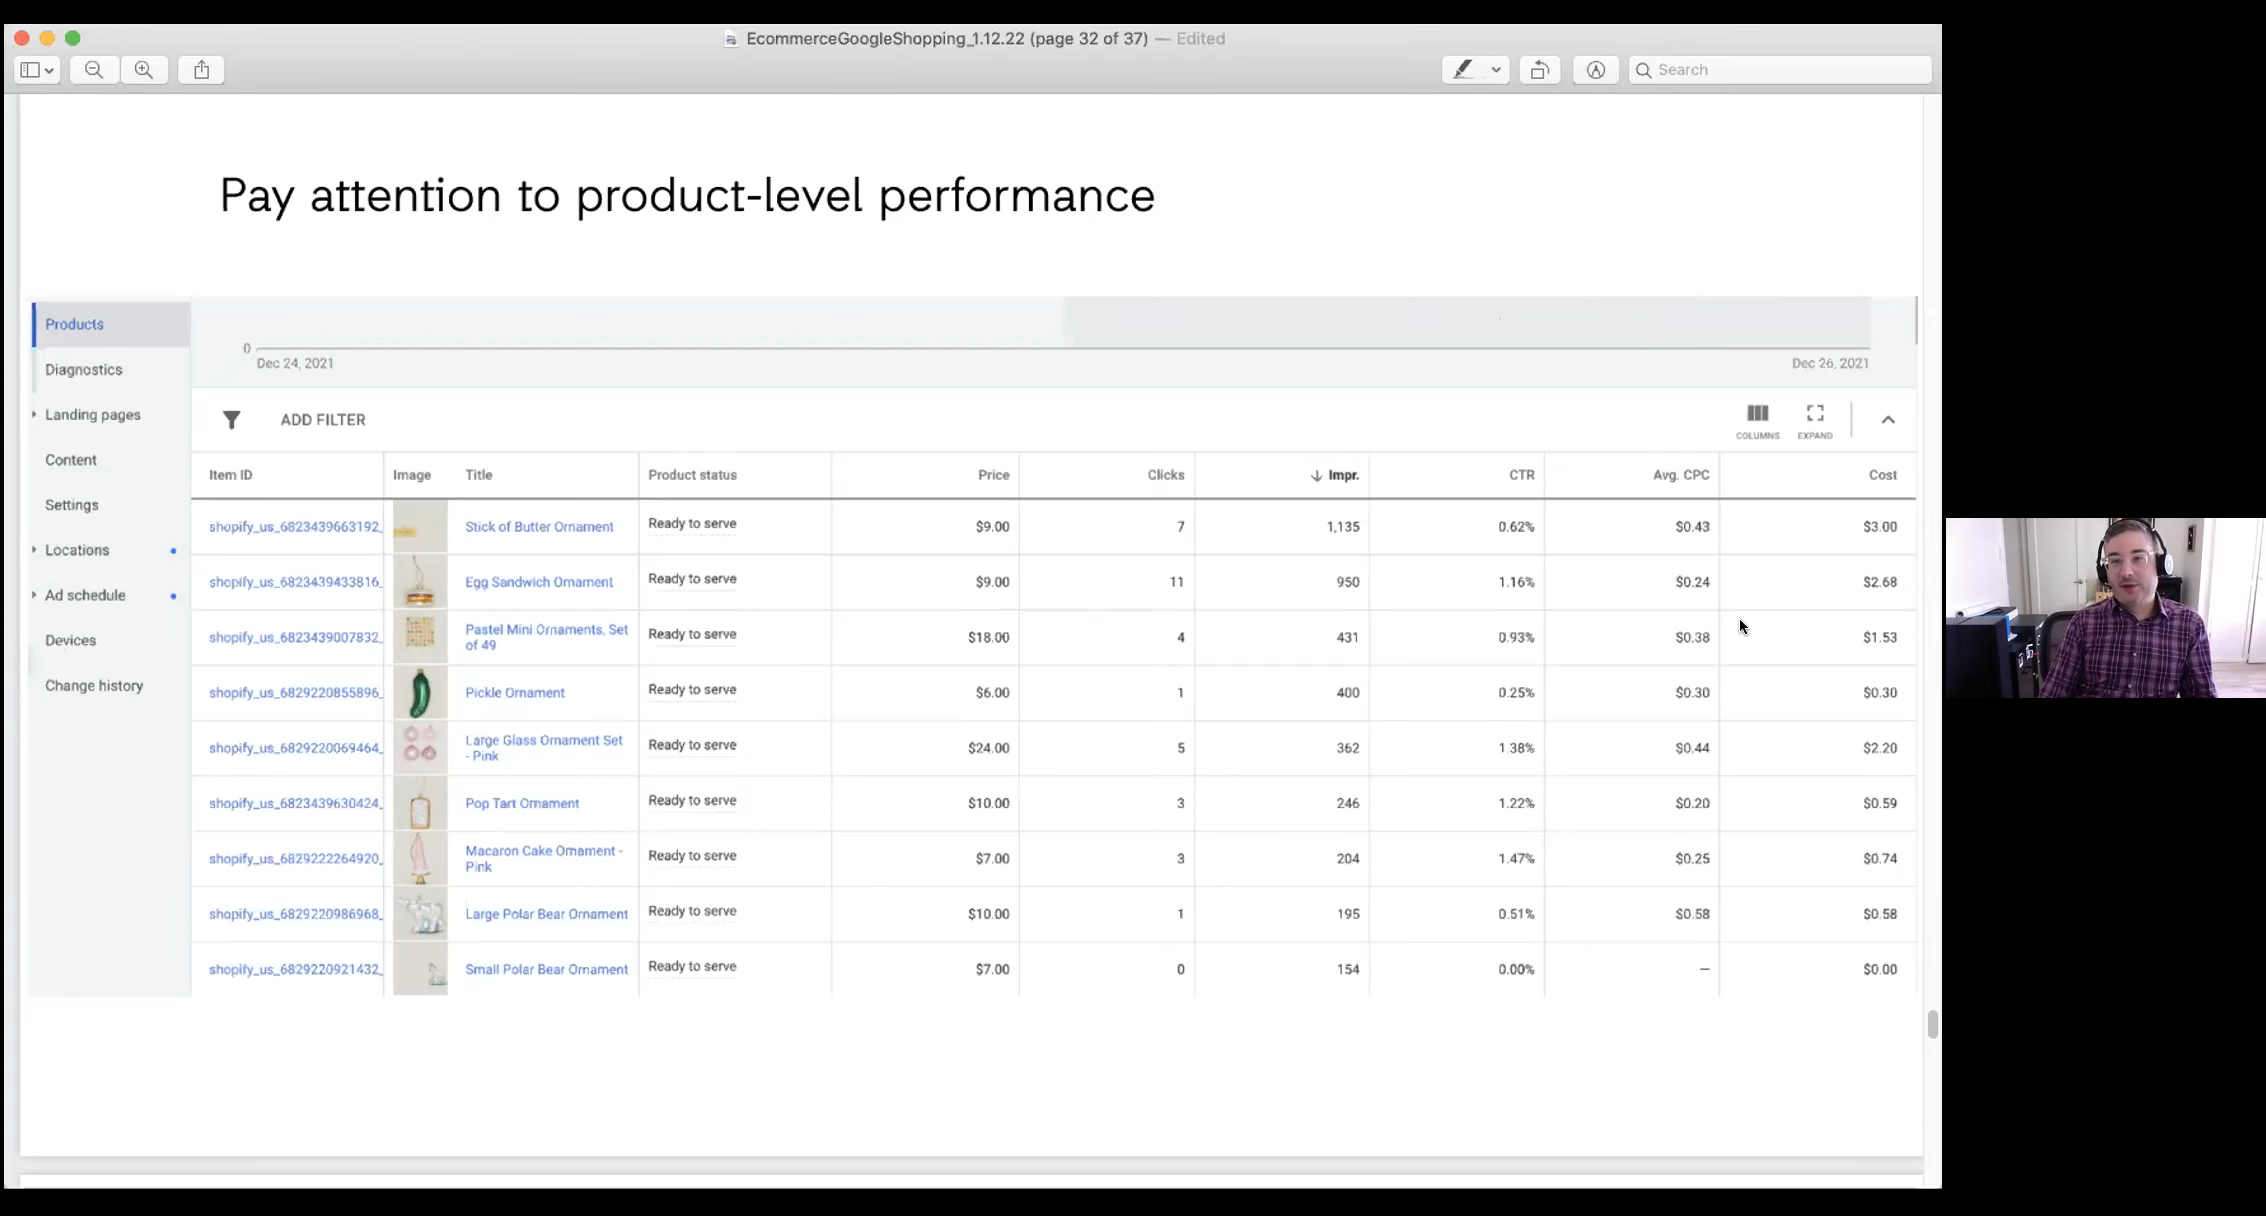 EcommerceGoogleShopping_1.12.22 (page 32 of 37) — Edited
Search
Pay attention to product-level performance
Products
Diagnostics
Landing pages
Content
Settings
Locations
Ad schedule
Devices
Change history
0
Dec 24, 2021
Dec 26, 2021
ADD FILTER
COLUMNS
EXPAND
Item ID Image Title Product status Price Clicks Impr. CTR Avg. CPC Cost
shopify_us_6823439663192_ Stick of Butter Ornament Ready to serve $9.00 7 1,135 0.62% $0.43 $3.00
shopify_us_6823439433816_ Egg Sandwich Ornament Ready to serve $9.00 11 950 1.16% $0.24 $2.68
shopify_us_6823439007832_ Pastel Mini Ornaments, Set Ready to serve $18.00 4 431 0.93% $0.38 $1.53
of 49
shopify_us_6829220855896_ Pickle Ornament Ready to serve $6.00 1 400 0.25% $0.30 $0.30
shopify_us_6829220069464_ Large Glass Ornament Set Ready to serve $24.00 5 362 1.38% $0.44 $2.20
- Pink
shopify_us_6823439630424_ Pop Tart Ornament Ready to serve $10.00 3 246 1.22% $0.20 $0.59
shopify_us_6829222264920_ Macaron Cake Ornament - Ready to serve $7.00 3 204 1.47% $0.25 $0.74
Pink
shopify_us_6829220986968_ Large Polar Bear Ornament Ready to serve $10.00 1 195 0.51% $0.58 $0.58
shopify_us_6829220921432_ Small Polar Bear Ornament Ready to serve $7.00 0 154 0.00% — $0.00